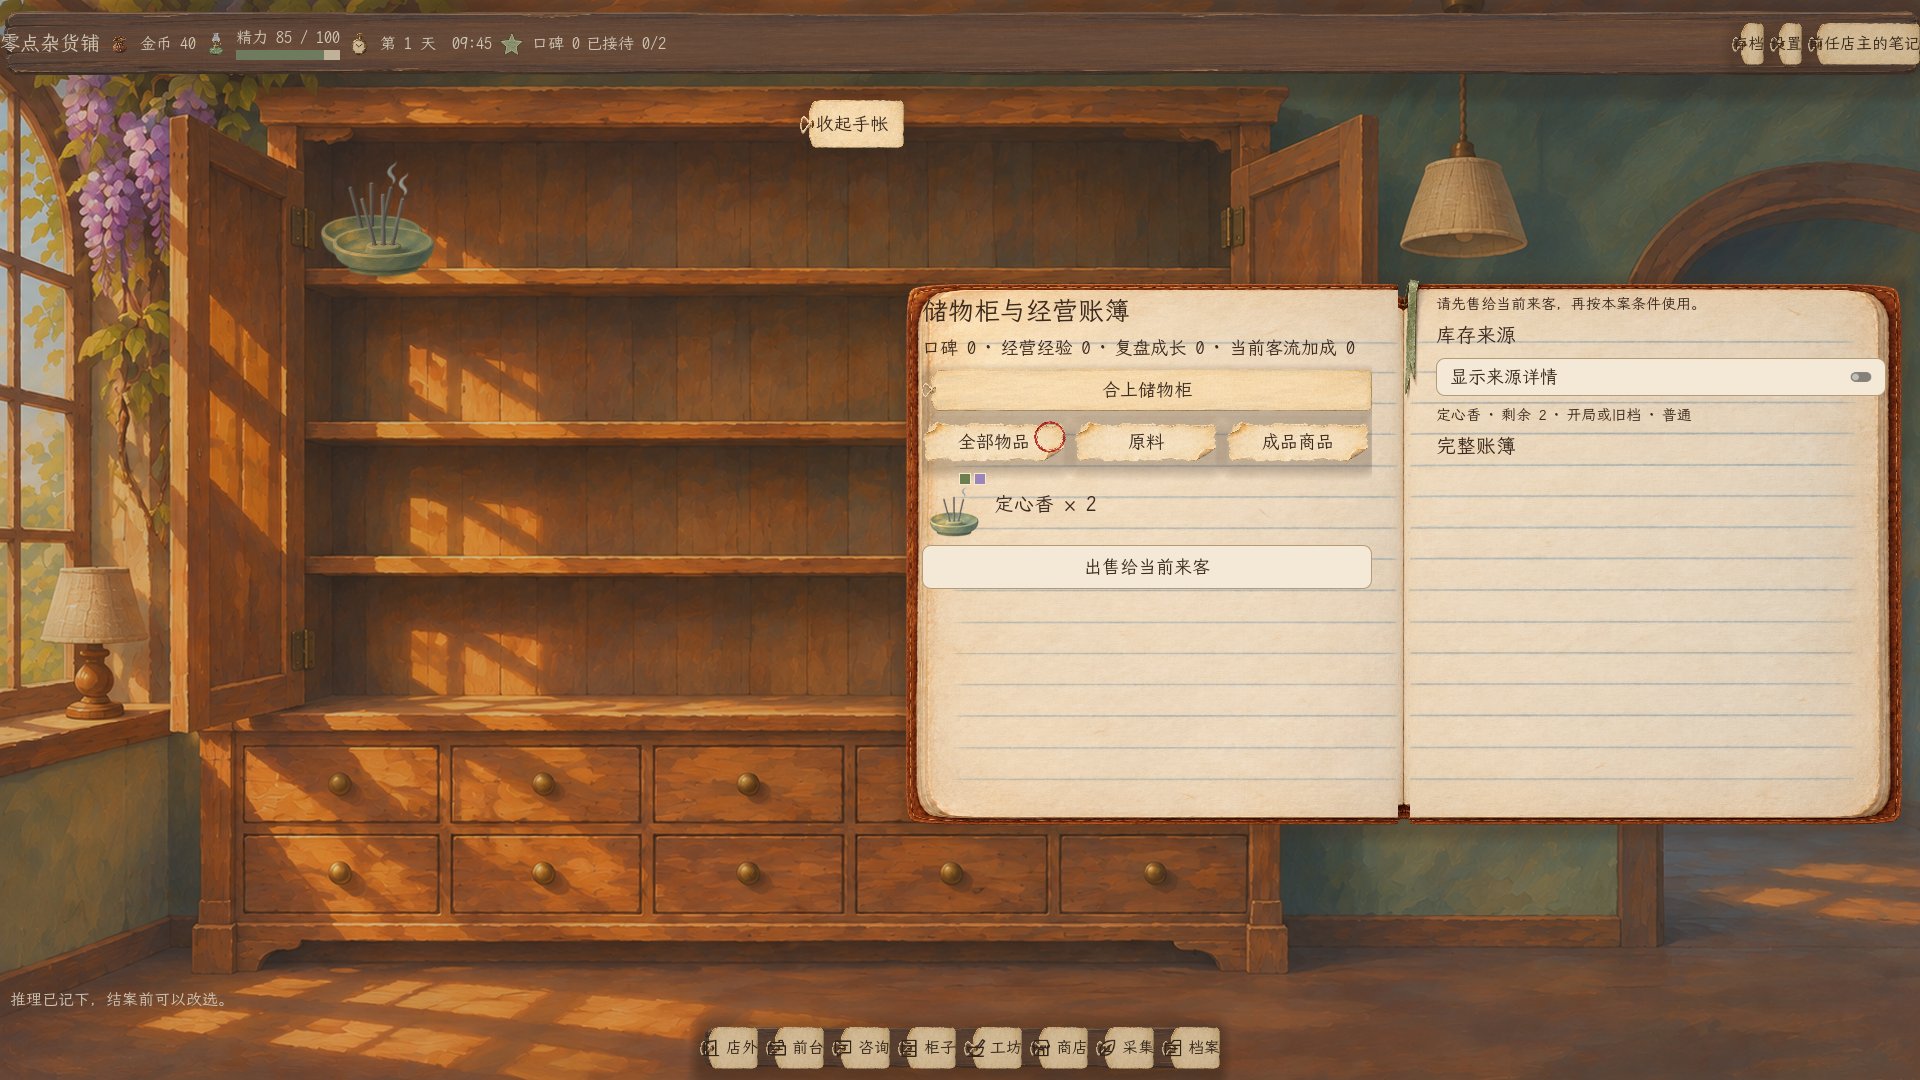 零点杂货铺 金币 40 精力 85 / 100 第 1 天 09:45 口碑 0 已接待 0/2
存档 设置 前任店主的笔记
收起手帐
储物柜与经营账簿
口碑 0 · 经营经验 0 · 复盘成长 0 · 当前客流加成 0
合上储物柜
全部物品 原料 成品商品
定心香 × 2
出售给当前来客
请先售给当前来客，再按本案条件使用。
库存来源
显示来源详情
定心香 · 剩余 2 · 开局或旧档 · 普通
完整账簿
推理已记下，结案前可以改选。
店外 前台 咨询 柜子 工坊 商店 采集 档案